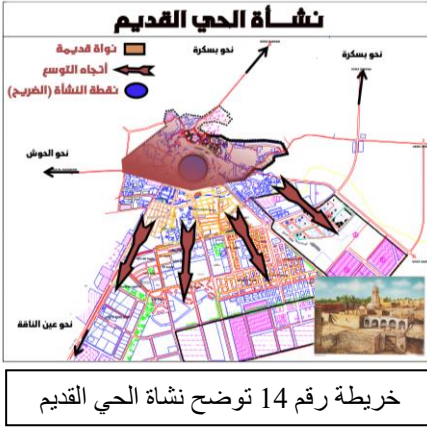 نشأة الحي القديم
نواة قديمة
أتجاه التوسع
نقطة النشأة (الضريح)
نحو بسكرة
نحو بسكرة
نحو الحوش
نحو عين الناقة
خريطة رقم 14 توضح نشاة الحي القديم